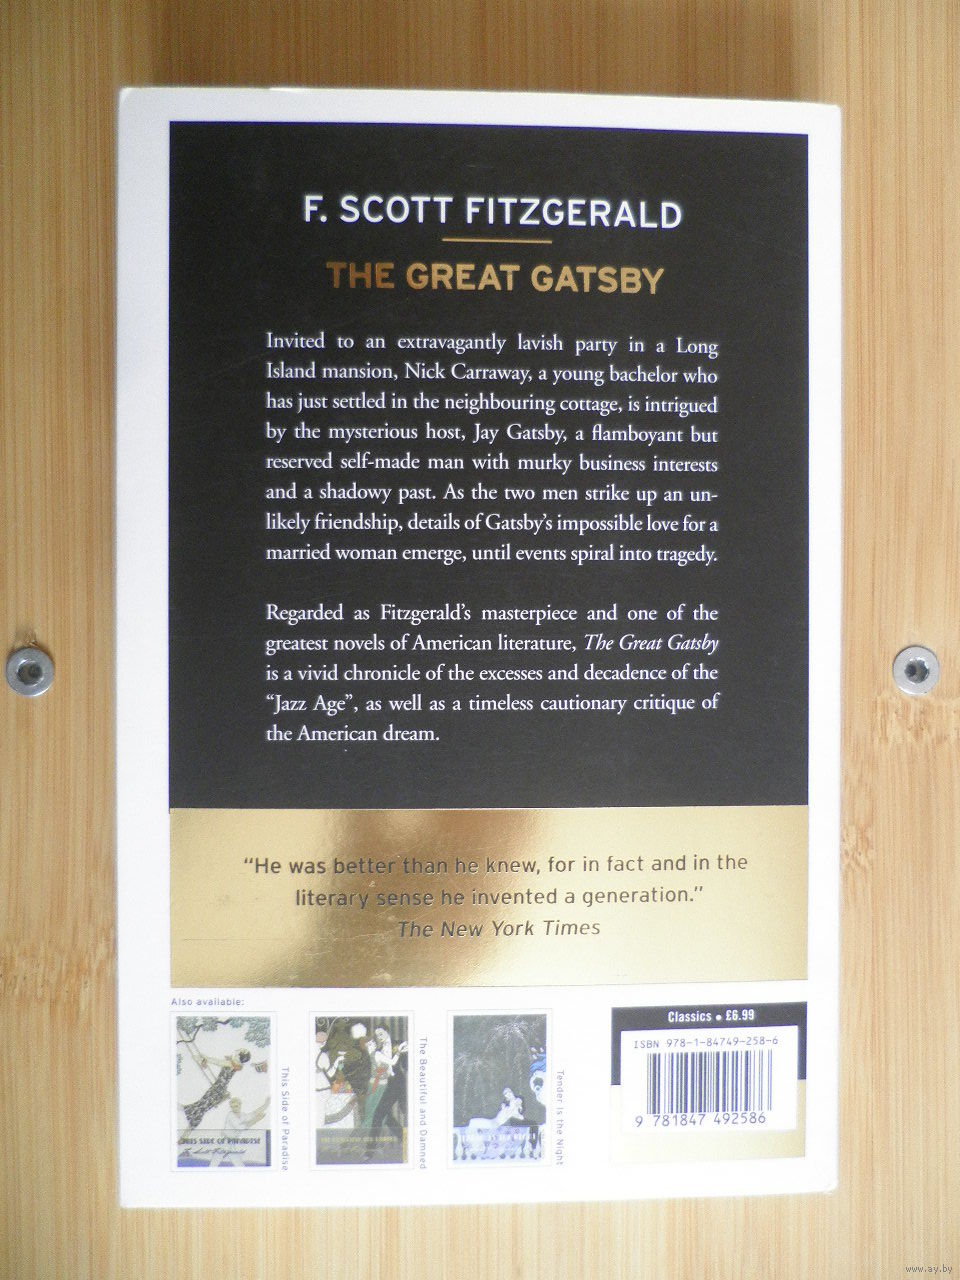 F. SCOTT FITZGERALD
THE GREAT GATSBY
Invited to an extravagantly lavish party in a Long
Island mansion, Nick Carraway, a young bachelor who
has just settled in the neighbouring cottage, is intrigued
by the mysterious host, Jay Gatsby, a flamboyant but
reserved self-made man with murky business interests
and a shadowy past. As the two men strike up an un-
likely friendship, details of Gatsby's impossible love for a
married woman emerge, until events spiral into tragedy.
Regarded as Fitzgerald's masterpiece and one of the
greatest novels of American literature, The Great Gatsby
is a vivid chronicle of the excesses and decadence of the
“Jazz Age”, as well as a timeless cautionary critique of
the American dream.
“He was better than he knew, for in fact and in the
literary sense he invented a generation.”
The New York Times
Also available:
THIS SIDE OF PARADISE
This Side of Paradise
The Beautiful and Damned
Tender Is the Night
Classics • £6.99
ISBN 978-1-84749-258-6
9 781847 492586
www.ay.by